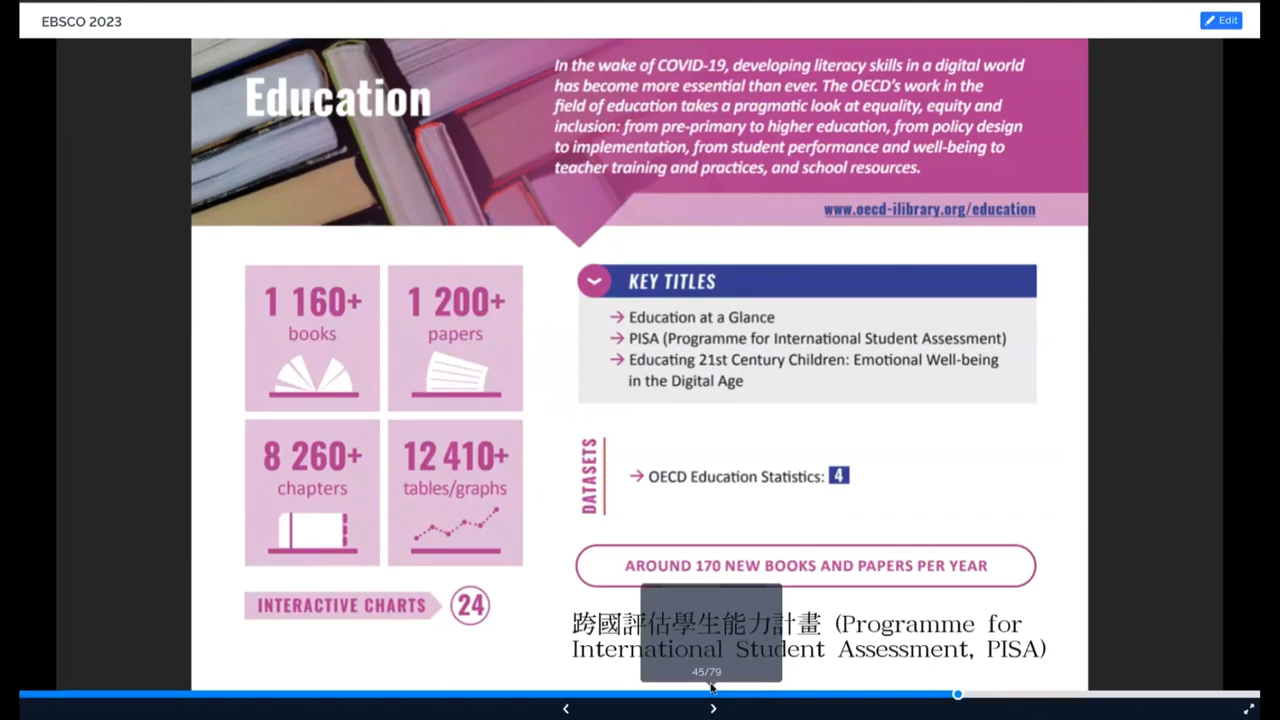 EBSCO 2023
Edit
Education
In the wake of COVID-19, developing literacy skills in a digital world
has become more essential than ever. The OECD's work in the
field of education takes a pragmatic look at equality, equity and
inclusion: from pre-primary to higher education, from policy design
to implementation, from student performance and well-being to
teacher training and practices, and school resources.
www.oecd-ilibrary.org/education
1 160+
books
1 200+
papers
8 260+
chapters
12 410+
tables/graphs
INTERACTIVE CHARTS 24
KEY TITLES
→ Education at a Glance
→ PISA (Programme for International Student Assessment)
→ Educating 21st Century Children: Emotional Well-being
in the Digital Age
DATASETS
→ OECD Education Statistics: 4
AROUND 170 NEW BOOKS AND PAPERS PER YEAR
跨國評估學生能力計畫 (Programme for
International Student Assessment, PISA)
45/79